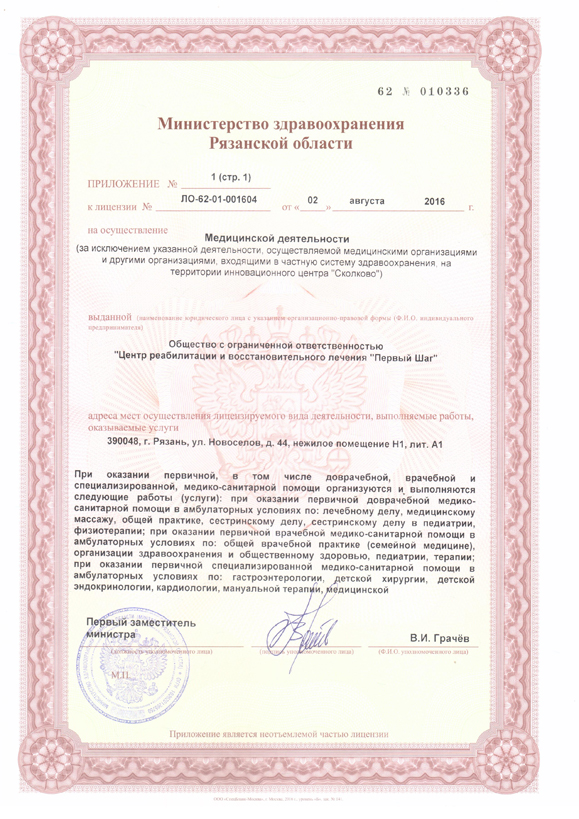 62 № 010336
Министерство здравоохранения
Рязанской области
ПРИЛОЖЕНИЕ № 1 (стр. 1)
к лицензии № ЛО-62-01-001604 от « 02 » августа 2016 г.
на осуществление
Медицинской деятельности
(за исключением указанной деятельности, осуществляемой медицинскими организациями
и другими организациями, входящими в частную систему здравоохранения, на
территории инновационного центра "Сколково")
выданной (наименование юридического лица с указанием организационно-правовой формы (Ф.И.О. индивидуального
предпринимателя)
Общество с ограниченной ответственностью
"Центр реабилитации и восстановительного лечения "Первый Шаг"
адреса мест осуществления лицензируемого вида деятельности, выполняемые работы,
оказываемые услуги
390048, г. Рязань, ул. Новоселов, д. 44, нежилое помещение Н1, лит. А1
При оказании первичной, в том числе доврачебной, врачебной и
специализированной, медико-санитарной помощи организуются и выполняются
следующие работы (услуги): при оказании первичной доврачебной медико-
санитарной помощи в амбулаторных условиях по: лечебному делу, медицинскому
массажу, общей практике, сестринскому делу, сестринскому делу в педиатрии,
физиотерапии; при оказании первичной врачебной медико-санитарной помощи в
амбулаторных условиях по: общей врачебной практике (семейной медицине),
организации здравоохранения и общественному здоровью, педиатрии, терапии;
при оказании первичной специализированной медико-санитарной помощи в
амбулаторных условиях по: гастроэнтерологии, детской хирургии, детской
эндокринологии, кардиологии, мануальной терапии, медицинской
Первый заместитель
министра
В.И. Грачёв
(должность уполномоченного лица) (подпись уполномоченного лица) (Ф.И.О. уполномоченного лица)
М.П.
Приложение является неотъемлемой частью лицензии